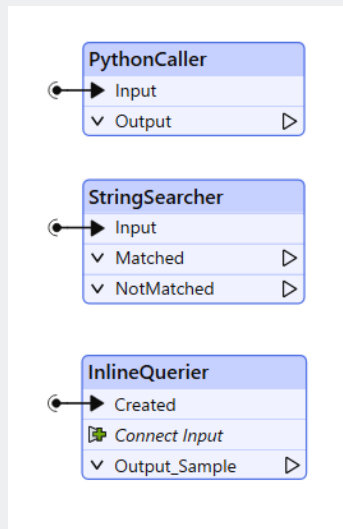 PythonCaller
Input
Output
StringSearcher
Input
Matched
NotMatched
InlineQuerier
Created
Connect Input
Output_Sample